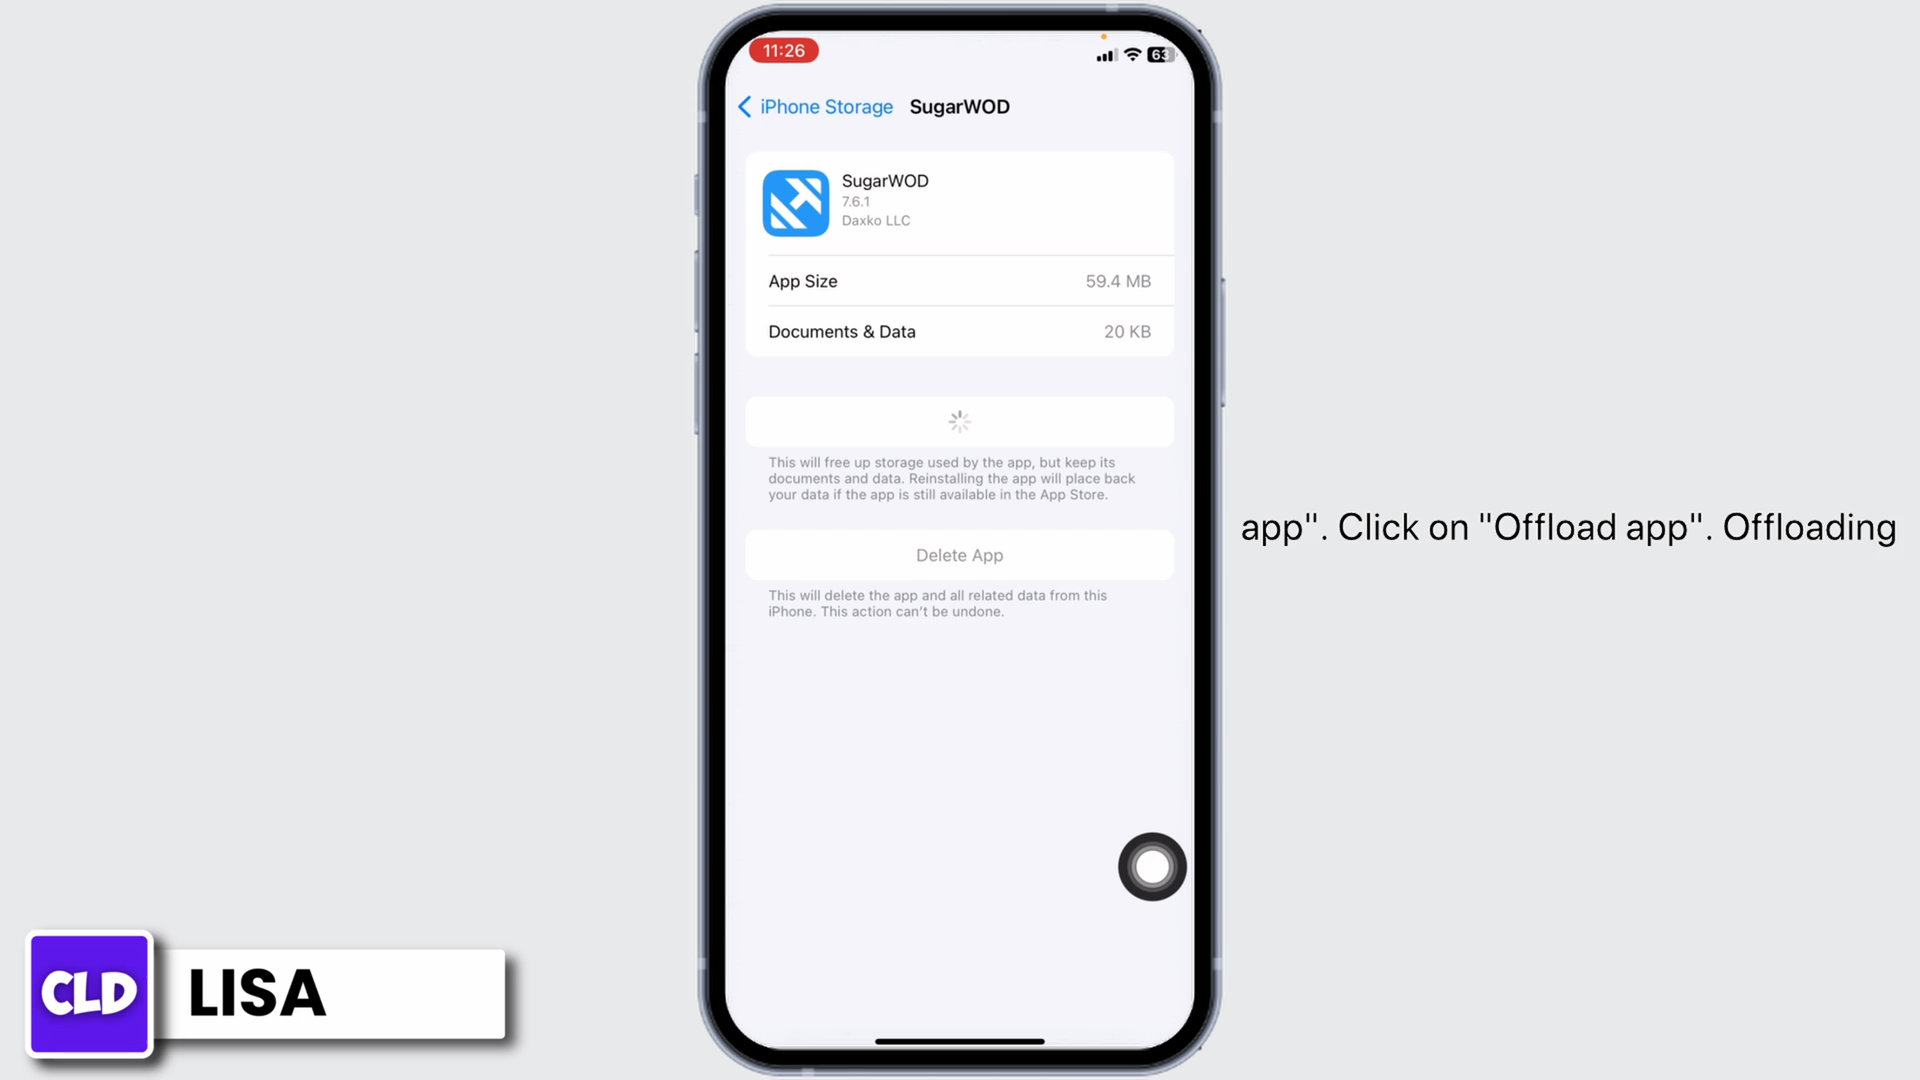 11:26
63
iPhone Storage SugarWOD
SugarWOD
7.6.1
Daxko LLC
App Size 59.4 MB
Documents & Data 20 KB
This will free up storage used by the app, but keep its
documents and data. Reinstalling the app will place back
your data if the app is still available in the App Store.
Delete App
This will delete the app and all related data from this
iPhone. This action can't be undone.
app". Click on "Offload app". Offloading
CLD LISA